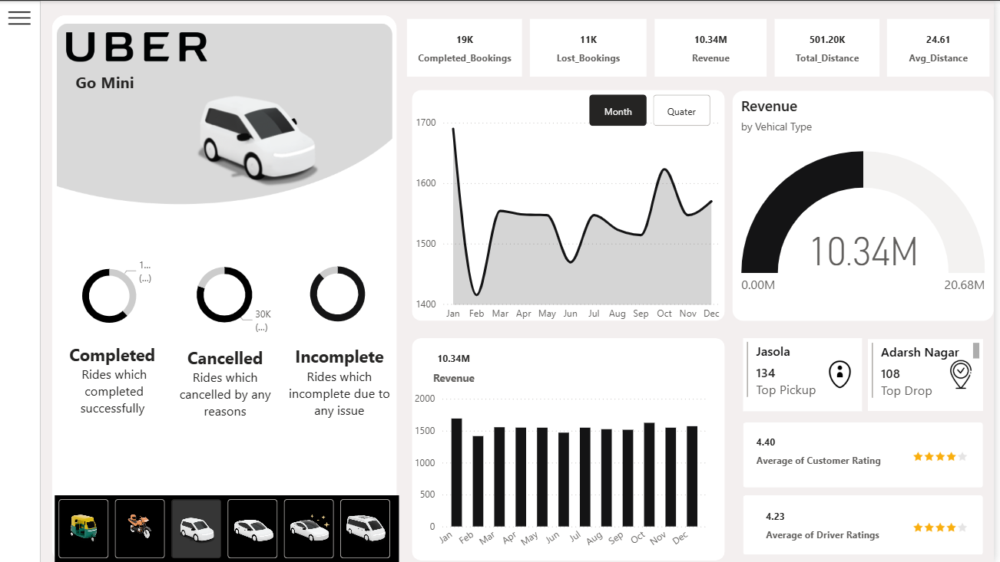 UBER
Go Mini
19K
Completed_Bookings
11K
Lost_Bookings
10.34M
Revenue
501.20K
Total_Distance
24.61
Avg_Distance
Month
Quater
1700
1600
1500
1400
Jan Feb Mar Apr May Jun Jul Aug Sep Oct Nov Dec
Revenue
by Vehical Type
10.34M
0.00M
20.68M
1...
(...)
30K
(...)
Completed
Rides which
completed
successfully
Cancelled
Rides which
cancelled by any
reasons
Incomplete
Rides which
incomplete due to
any issue
10.34M
Revenue
2000
1500
1000
500
0
Jan Feb Mar Apr May Jun Jul Aug Sep Oct Nov Dec
Jasola
134
Top Pickup
Adarsh Nagar
108
Top Drop
4.40
Average of Customer Rating
4.23
Average of Driver Ratings